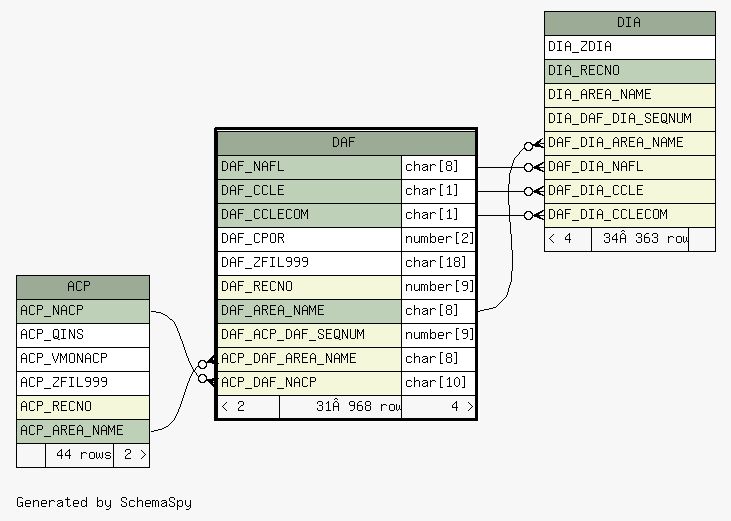 DIA
DIA_ZDIA
DIA_RECNO
DIA_AREA_NAME
DIA_DAF_DIA_SEQNUM
DAF_DIA_AREA_NAME
DAF_DIA_NAFL
DAF_DIA_CCLE
DAF_DIA_CCLECOM
< 4 34Â 363 row
DAF
DAF_NAFL char[8]
DAF_CCLE char[1]
DAF_CCLECOM char[1]
DAF_CPOR number[2]
DAF_ZFIL999 char[18]
DAF_RECNO number[9]
DAF_AREA_NAME char[8]
DAF_ACP_DAF_SEQNUM number[9]
ACP_DAF_AREA_NAME char[8]
ACP_DAF_NACP char[10]
< 2 31Â 968 row 4 >
ACP
ACP_NACP
ACP_QINS
ACP_VMONACP
ACP_ZFIL999
ACP_RECNO
ACP_AREA_NAME
44 rows 2 >
Generated by SchemaSpy